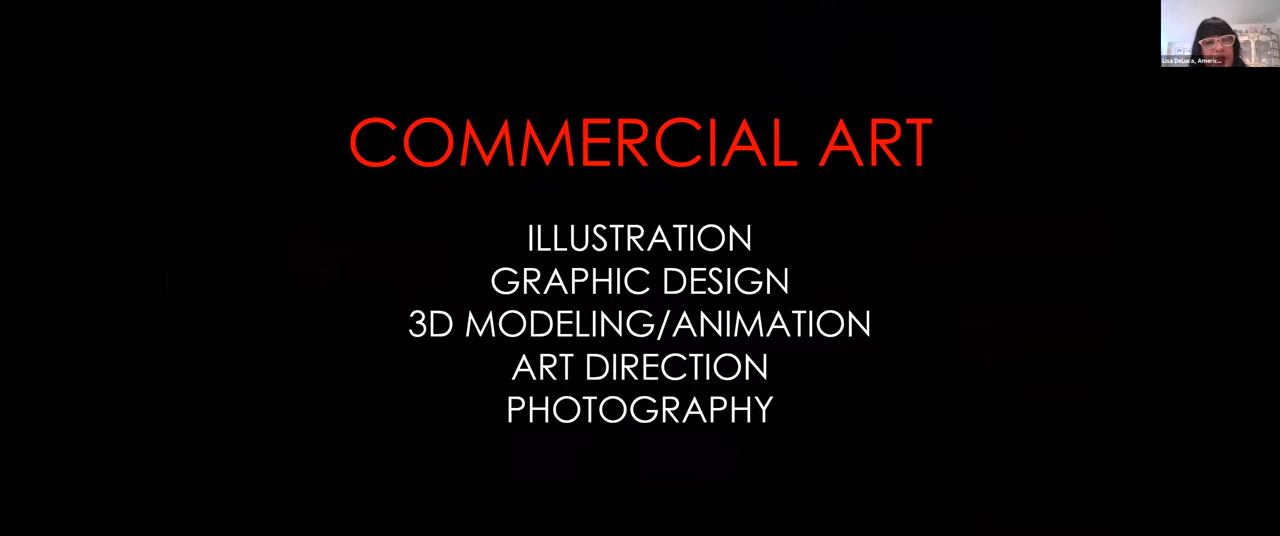 COMMERCIAL ART
ILLUSTRATION
GRAPHIC DESIGN
3D MODELING/ANIMATION
ART DIRECTION
PHOTOGRAPHY
Lisa DeLuca, Americ...